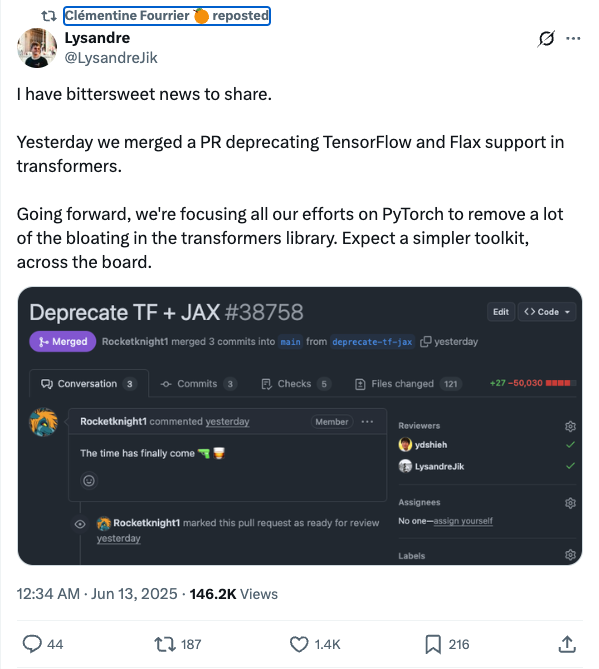 Clémentine Fourrier 🍊 reposted
Lysandre
@LysandreJik
I have bittersweet news to share.
Yesterday we merged a PR deprecating TensorFlow and Flax support in
transformers.
Going forward, we're focusing all our efforts on PyTorch to remove a lot
of the bloating in the transformers library. Expect a simpler toolkit,
across the board.
Deprecate TF + JAX #38758
Edit
<> Code
Merged
Rocketknight1 merged 3 commits into main from deprecate-tf-jax yesterday
Conversation 3
Commits 3
Checks 5
Files changed 121
+27 −50,030
Rocketknight1 commented yesterday
Member
The time has finally come 🔫🥃
Rocketknight1 marked this pull request as ready for review
yesterday
Reviewers
ydshieh
LysandreJik
Assignees
No one—assign yourself
Labels
12:34 AM · Jun 13, 2025 · 146.2K Views
44
187
1.4K
216